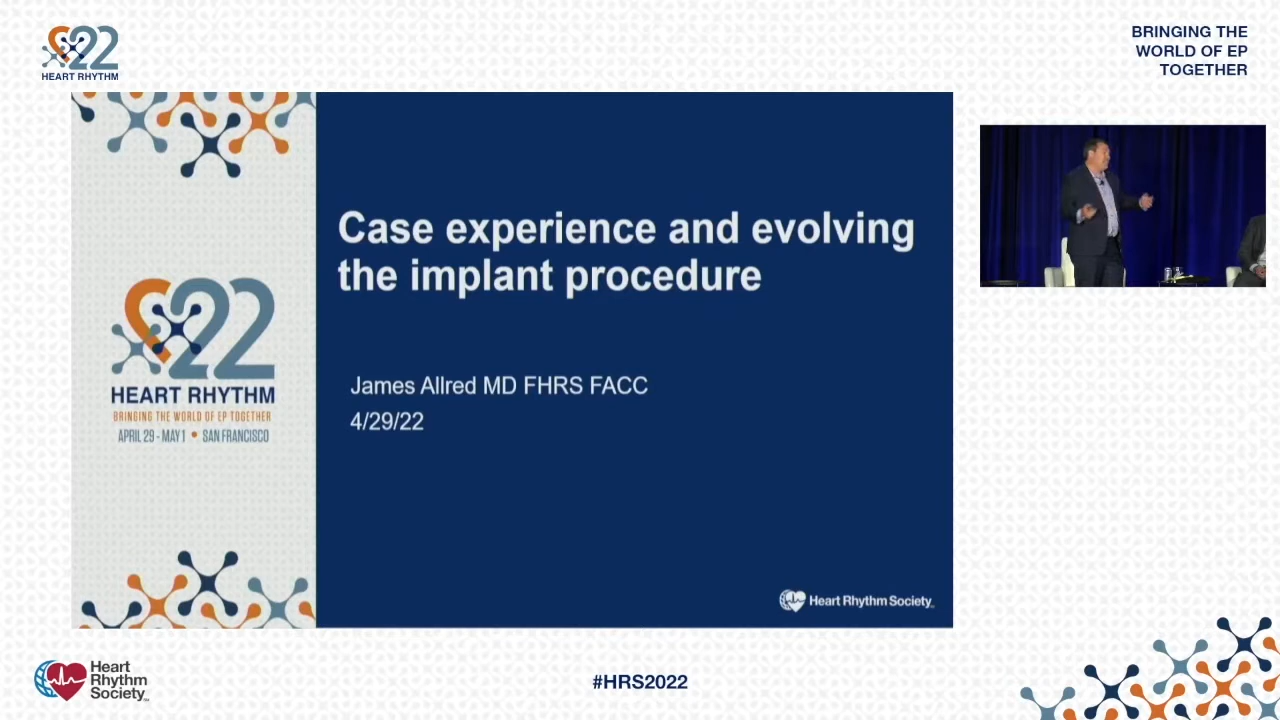 22
HEART RHYTHM
BRINGING THE
WORLD OF EP
TOGETHER
Case experience and evolving
the implant procedure
James Allred MD FHRS FACC
4/29/22
22
HEART RHYTHM
BRINGING THE WORLD OF EP TOGETHER
APRIL 29 - MAY 1 • SAN FRANCISCO
Heart Rhythm Society™
Heart
Rhythm
Society™
#HRS2022